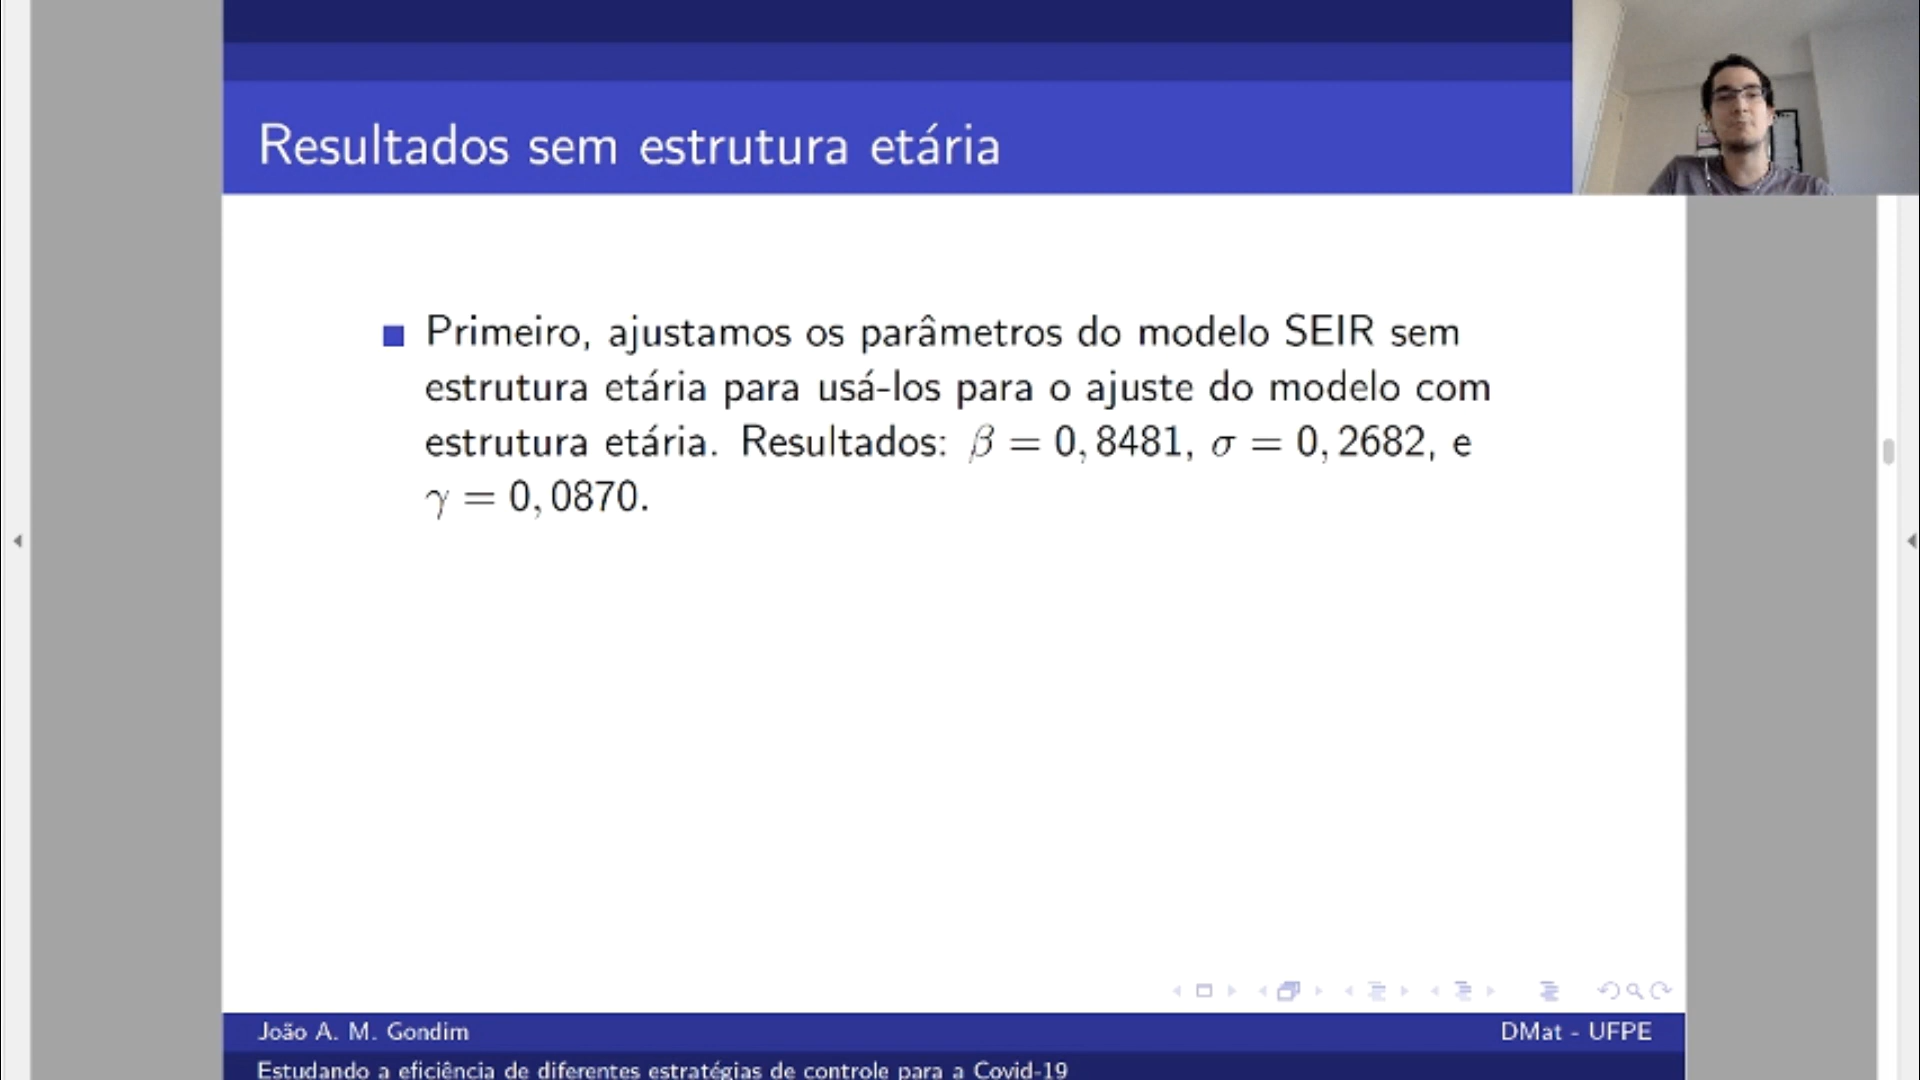 Resultados sem estrutura etária
Primeiro, ajustamos os parâmetros do modelo SEIR sem
estrutura etária para usá-los para o ajuste do modelo com
estrutura etária. Resultados: β = 0, 8481, σ = 0, 2682, e
γ = 0, 0870.
João A. M. Gondim
DMat - UFPE
Estudando a eficiência de diferentes estratégias de controle para a Covid-19